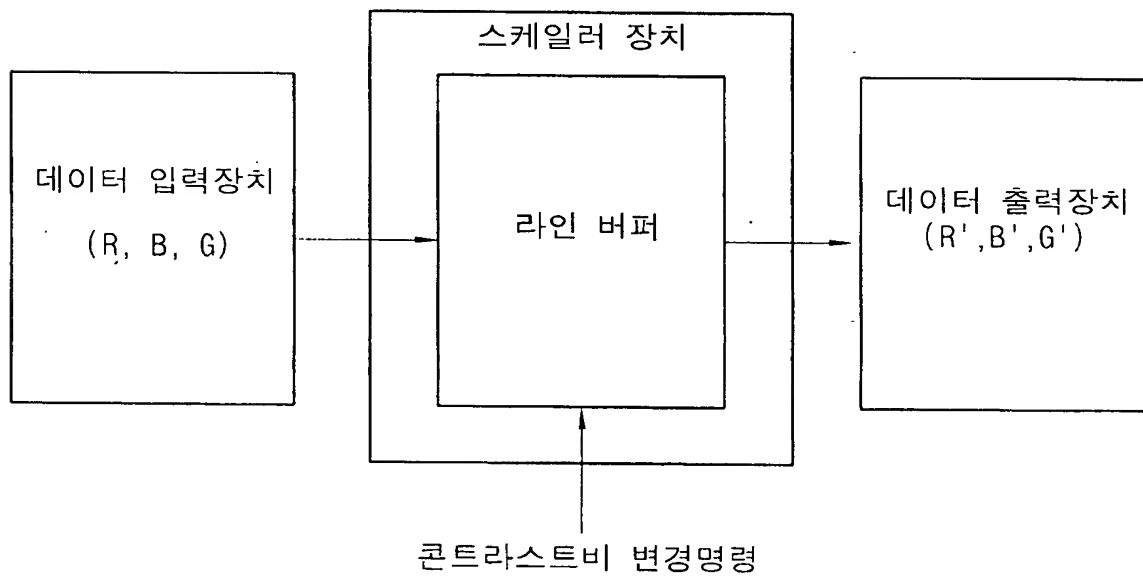 스케일러 장치
데이터 입력장치
(R, B, G)
라인 버퍼
데이터 출력장치
(R',B',G')
콘트라스트비 변경명령